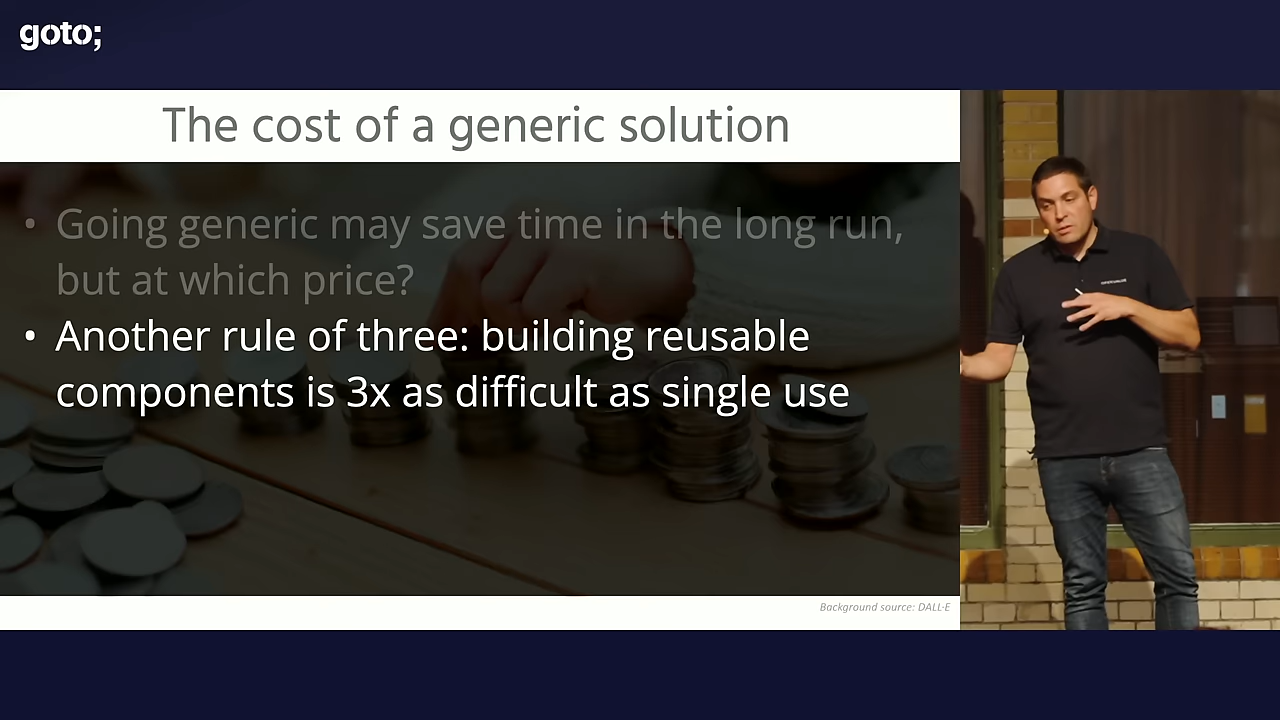 goto;
The cost of a generic solution
• Going generic may save time in the long run,
but at which price?
• Another rule of three: building reusable
components is 3x as difficult as single use
Background source: DALL·E